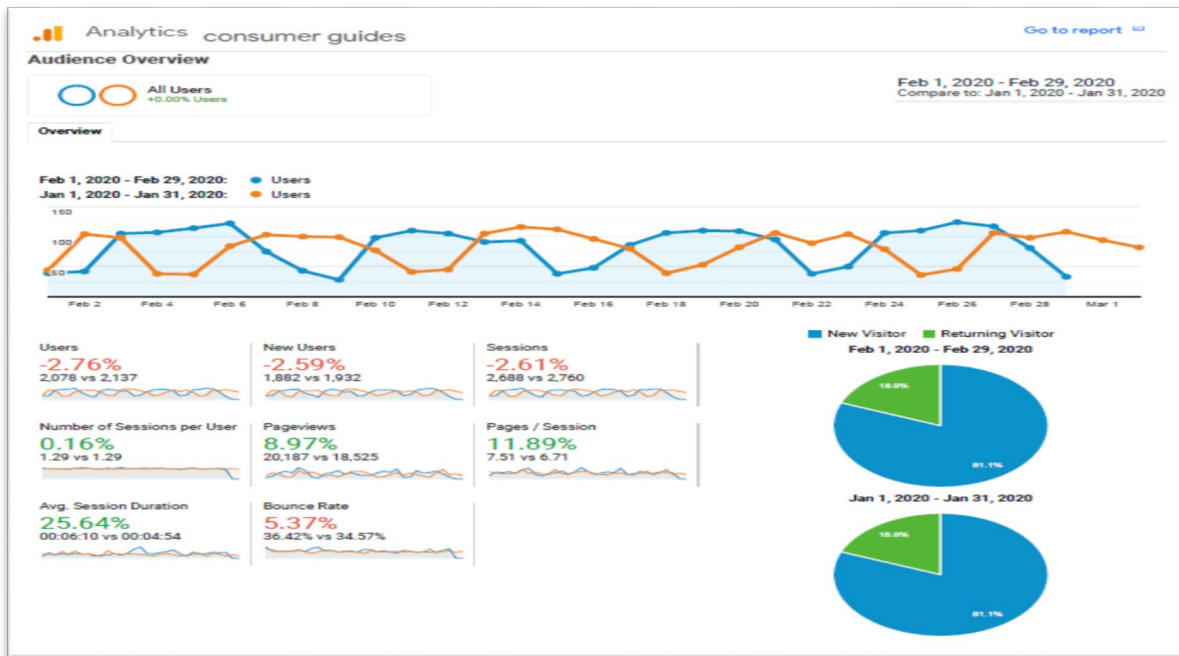 Analytics consumer guides
Go to report
Audience Overview
All Users
+0.00% Users
Feb 1, 2020 - Feb 29, 2020
Compare to: Jan 1, 2020 - Jan 31, 2020
Overview
Feb 1, 2020 - Feb 29, 2020: Users
Jan 1, 2020 - Jan 31, 2020: Users
150
100
50
Feb 2 Feb 4 Feb 6 Feb 8 Feb 10 Feb 12 Feb 14 Feb 16 Feb 18 Feb 20 Feb 22 Feb 24 Feb 26 Feb 28 Mar 1
Users
-2.76%
2,078 vs 2,137
New Users
-2.59%
1,882 vs 1,932
Sessions
-2.61%
2,688 vs 2,760
Number of Sessions per User
0.16%
1.29 vs 1.29
Pageviews
8.97%
20,187 vs 18,525
Pages / Session
11.89%
7.51 vs 6.71
Avg. Session Duration
25.64%
00:06:10 vs 00:04:54
Bounce Rate
5.37%
36.42% vs 34.57%
New Visitor Returning Visitor
Feb 1, 2020 - Feb 29, 2020
18.9%
81.1%
Jan 1, 2020 - Jan 31, 2020
18.9%
81.1%